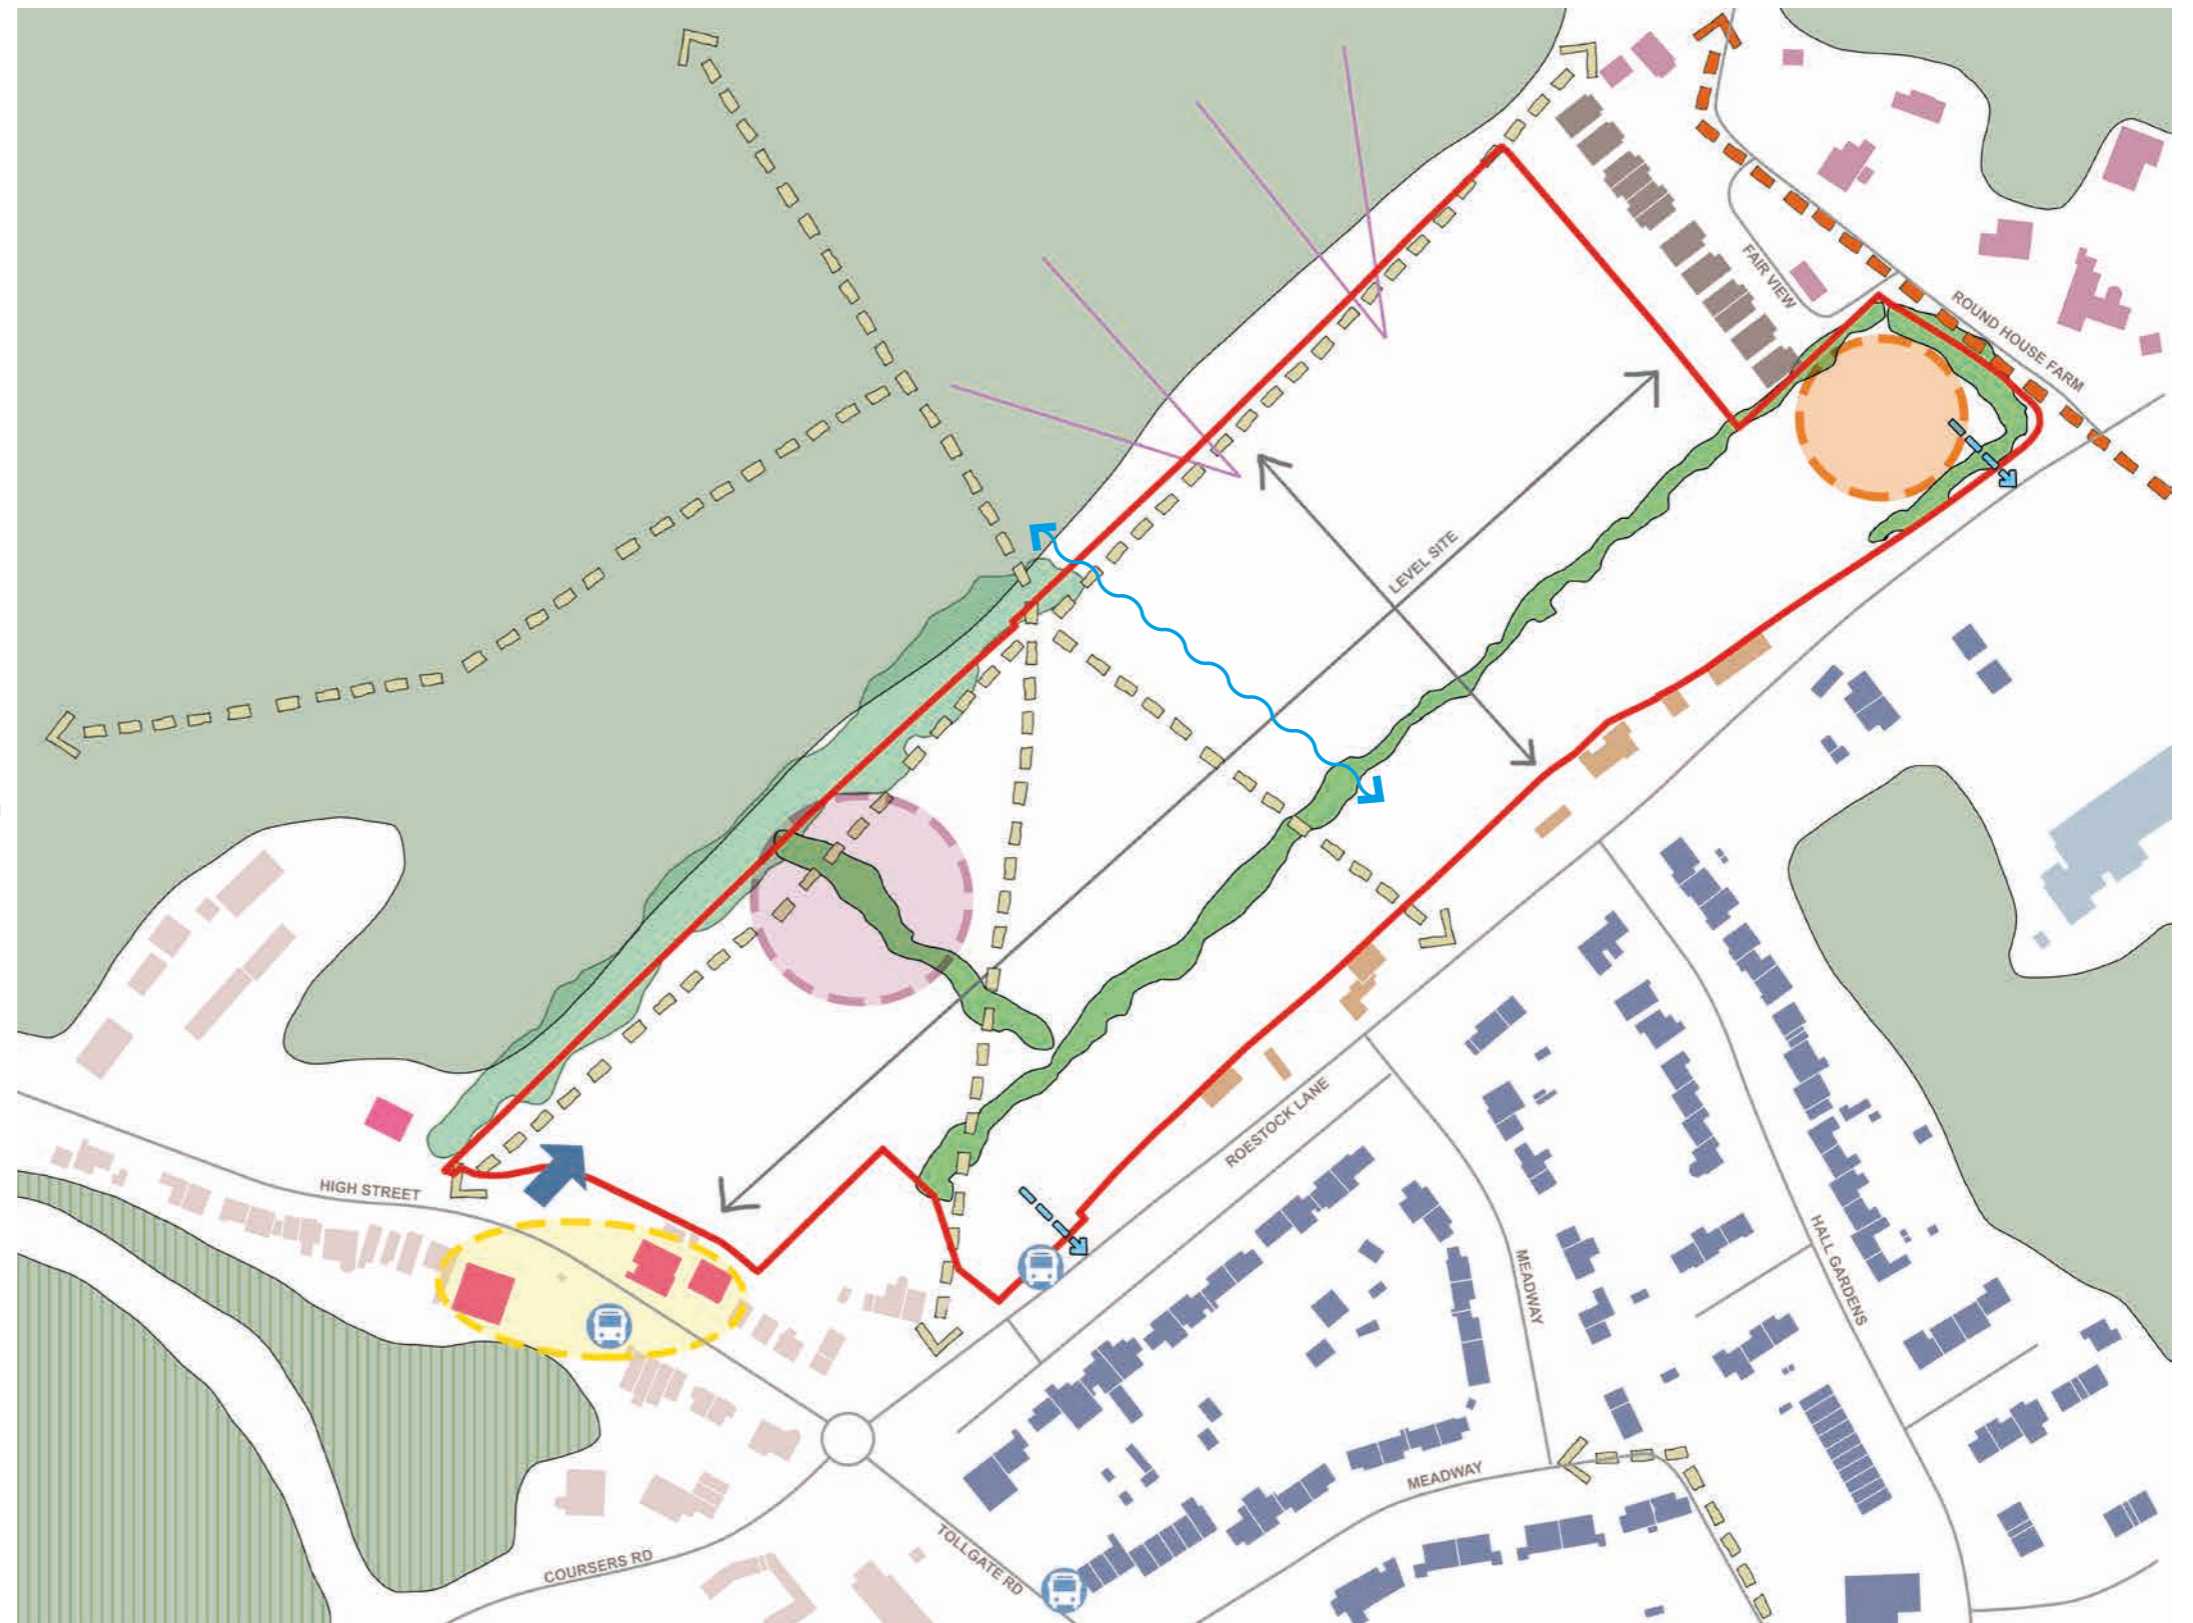 FAIR VIEW
ROUND HOUSE FARM
LEVEL SITE
ROESTOCK LANE
HIGH STREET
MEADWAY
HALL GARDENS
MEADWAY
TOLLGATE RD
COURSERS RD